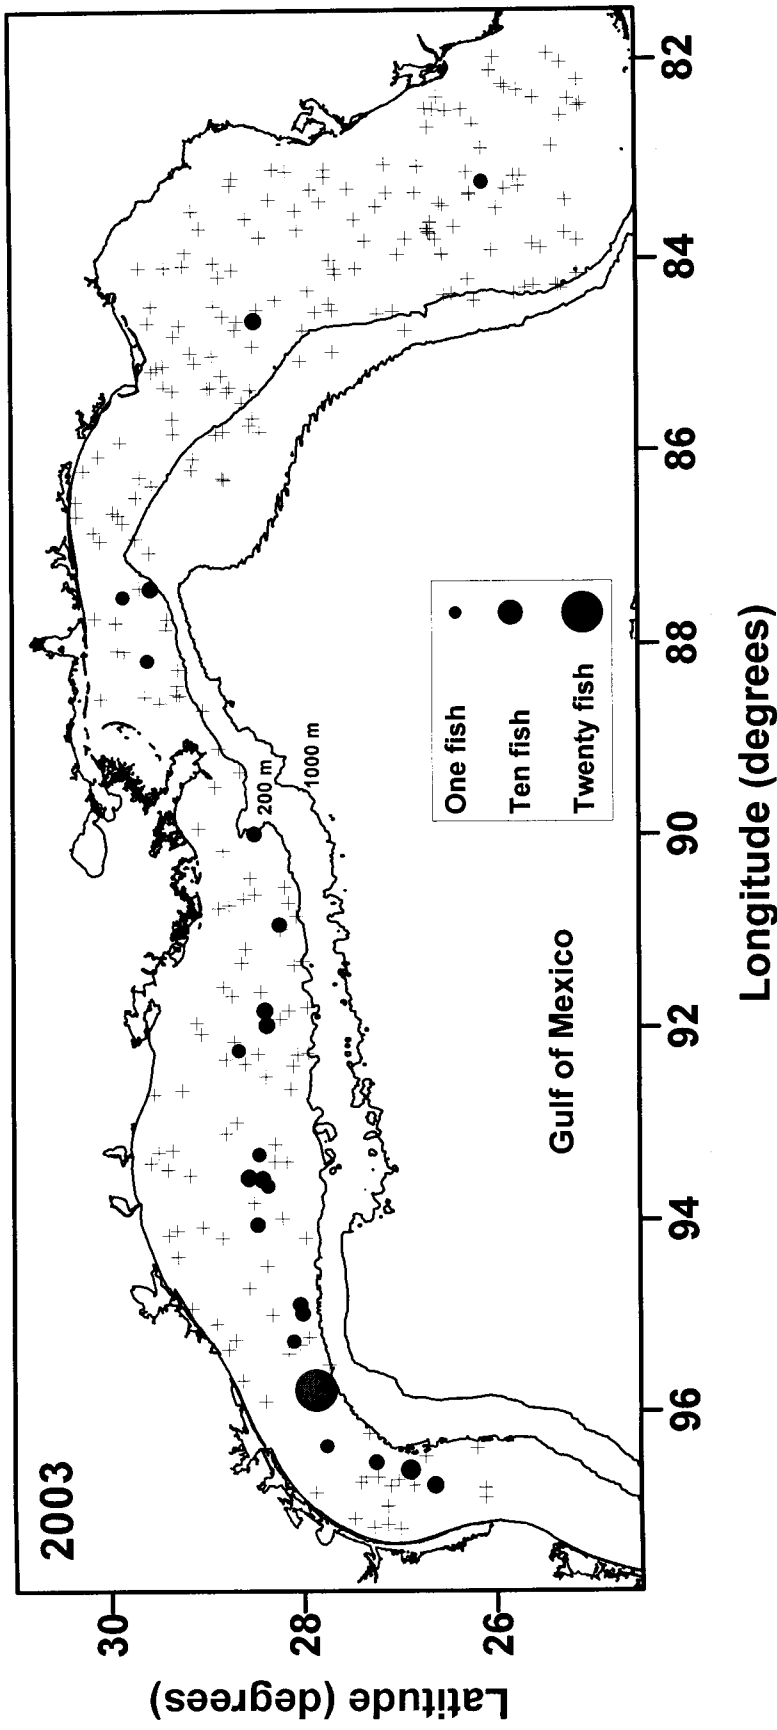 2003
Latitude (degrees)
30
28
26
Gulf of Mexico
200 m
1000 m
One fish
Ten fish
Twenty fish
96
94
92
90
88
86
84
82
Longitude (degrees)